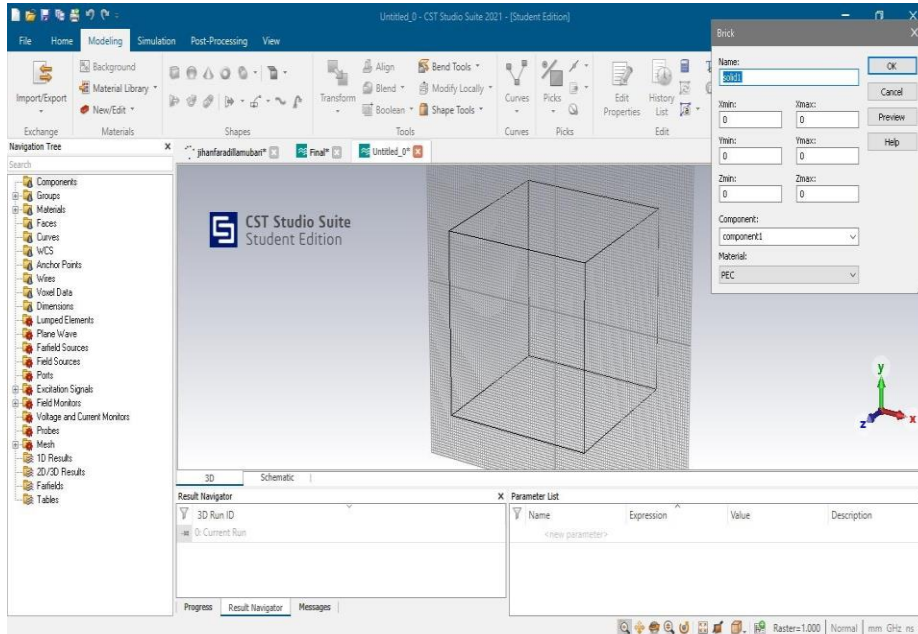 Untitled_0 - CST Studio Suite 2021 - [Student Edition]
File Home Modeling Simulation Post-Processing View
Import/Export
Background
Material Library
New/Edit
Transform
Align
Blend
Boolean
Bend Tools
Modify Locally
Shape Tools
Curves
Picks
Edit Properties
History List
Exchange Materials Shapes Tools Curves Picks Edit
Navigation Tree
Search
Components
Groups
Materials
Faces
Curves
WCS
Anchor Points
Wires
Voxel Data
Dimensions
Lumped Elements
Plane Wave
Farfield Sources
Field Sources
Ports
Excitation Signals
Field Monitors
Voltage and Current Monitors
Probes
Mesh
1D Results
2D/3D Results
Farfields
Tables
jihanfaradillamubari* Final* Untitled_0*
CST Studio Suite
Student Edition
y
z
x
Brick
Name:
solid1
Xmin: Xmax:
0 0
Ymin: Ymax:
0 0
Zmin: Zmax:
0 0
Component:
component1
Material:
PEC
OK
Cancel
Preview
Help
3D Schematic
Result Navigator
3D Run ID
0: Current Run
Parameter List
Name Expression Value Description
<new parameter>
Progress Result Navigator Messages
Raster=1.000 Normal mm GHz ns